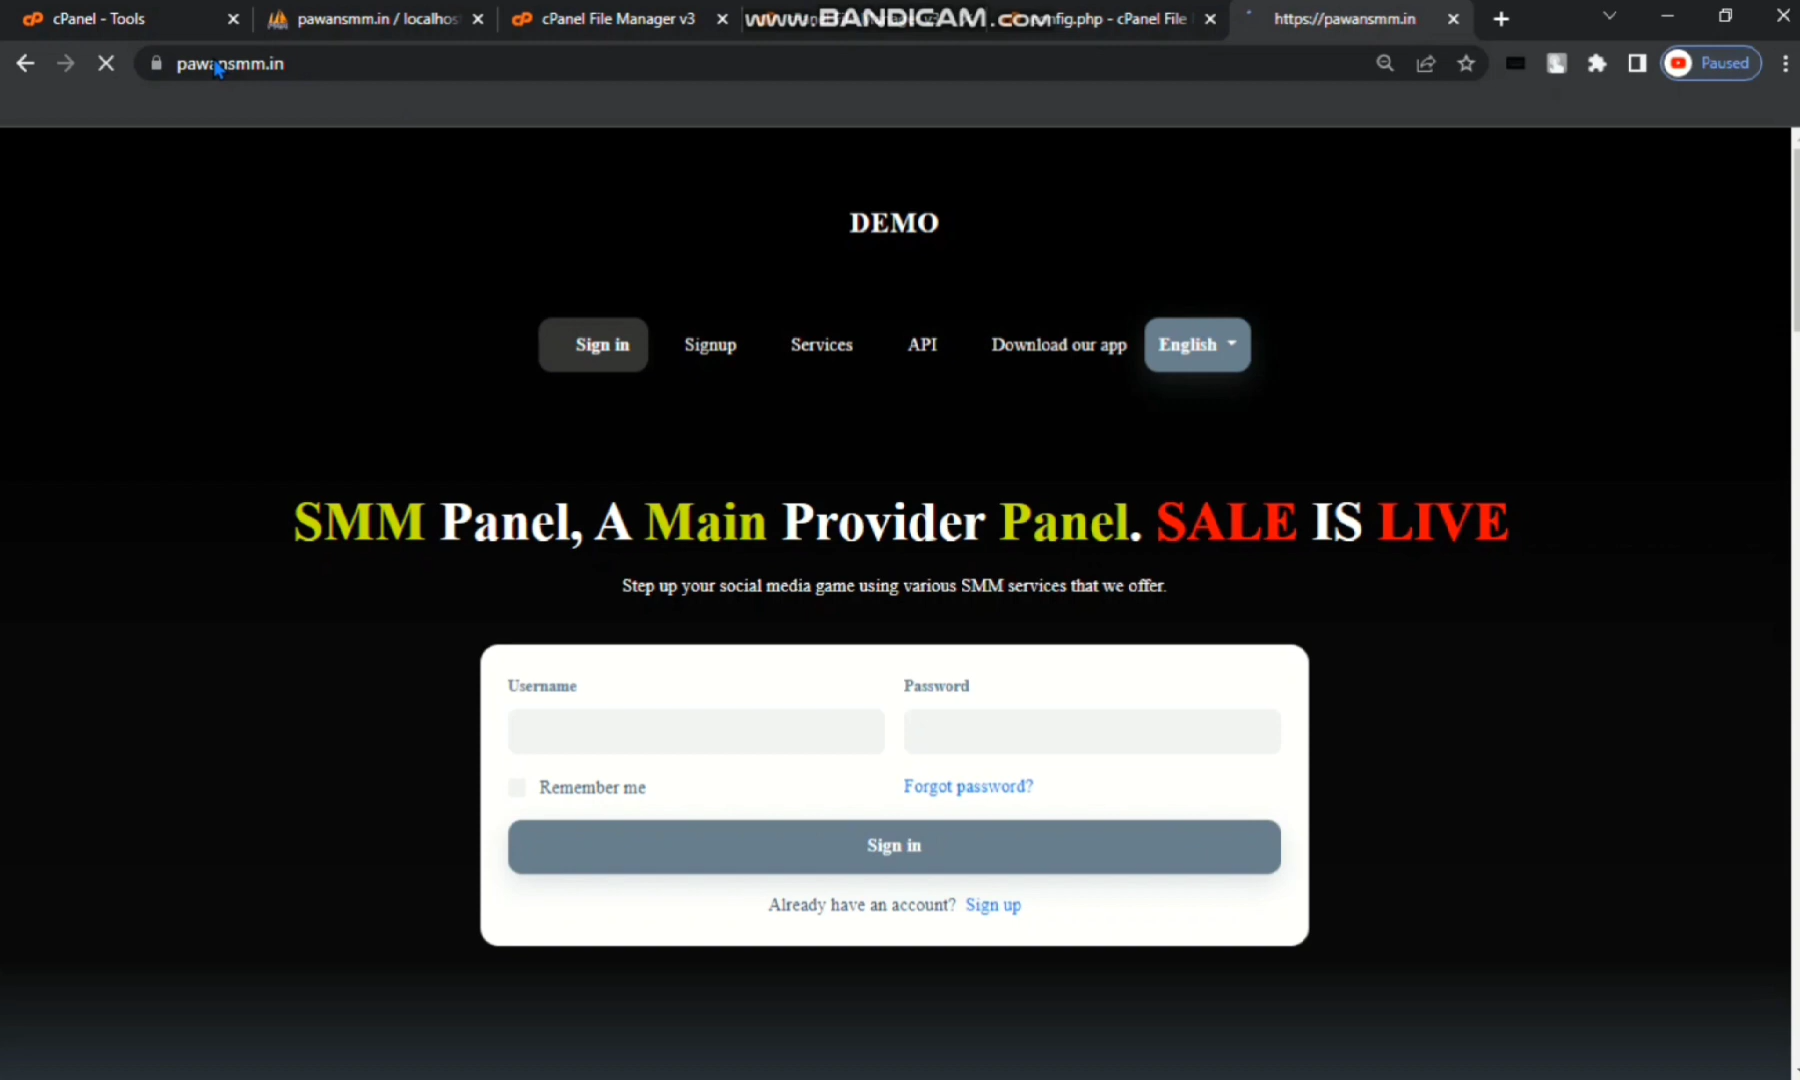 cPanel - Tools
pawansmm.in / localhos
cPanel File Manager v3
www.BANDICAM.com
nfig.php - cPanel File
https://pawansmm.in
pawansmm.in
Paused
DEMO
Sign in
Signup
Services
API
Download our app
English
SMM Panel, A Main Provider Panel. SALE IS LIVE
Step up your social media game using various SMM services that we offer.
Username
Password
Remember me
Forgot password?
Sign in
Already have an account? Sign up